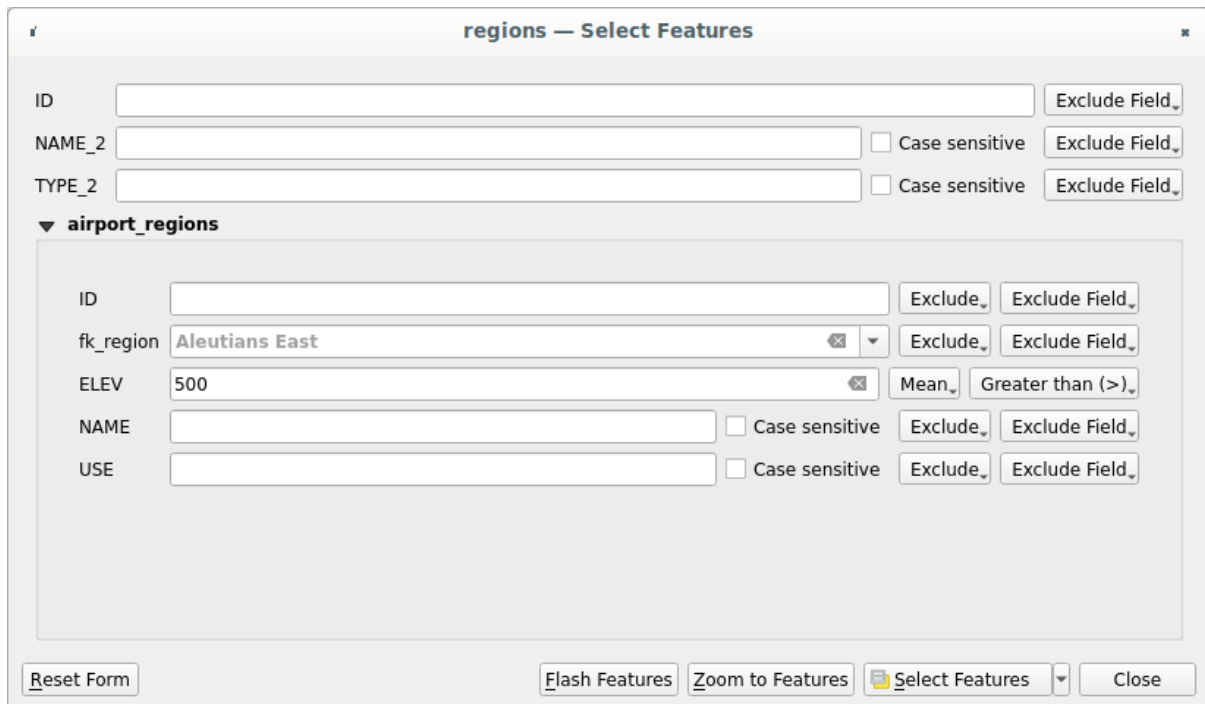 regions — Select Features
ID Exclude Field
NAME_2 Case sensitive Exclude Field
TYPE_2 Case sensitive Exclude Field
airport_regions
ID Exclude Exclude Field
fk_region Aleutians East Exclude Exclude Field
ELEV 500 Mean Greater than (>)
NAME Case sensitive Exclude Exclude Field
USE Case sensitive Exclude Exclude Field
Reset Form Flash Features Zoom to Features Select Features Close